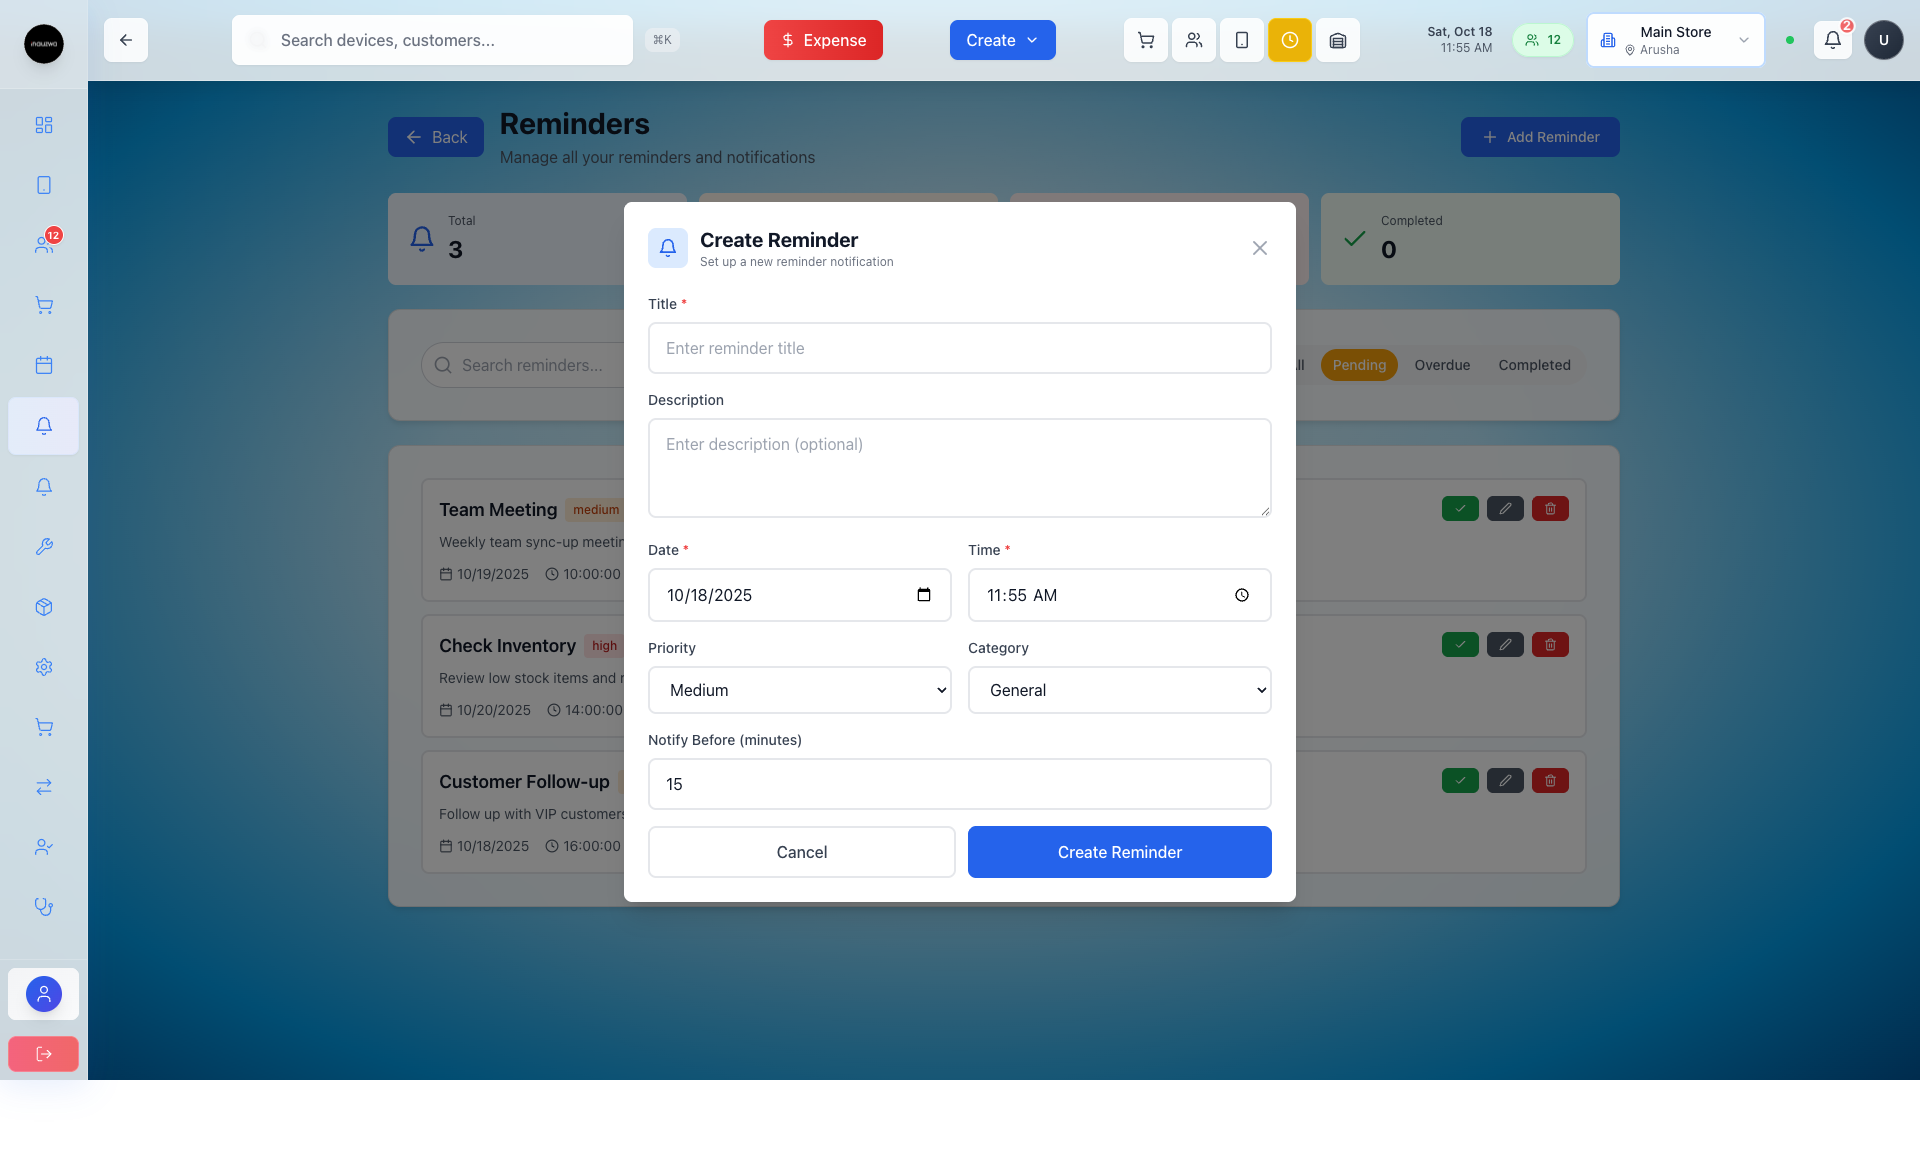 inauzwa
Search devices, customers...
⌘K
Expense
Create
Sat, Oct 18
11:55 AM
12
Main Store
Arusha
2
U
12
Back
Reminders
Manage all your reminders and notifications
Add Reminder
Total
3
Completed
0
Search reminders...
Pending
Overdue
Completed
Team Meeting
medium
Weekly team sync-up
10/19/2025
10:00:00
Check Inventory
high
Review low stock items and
10/20/2025
14:00:00
Customer Follow-up
Follow up with VIP customers
10/18/2025
16:00:00
Create Reminder
Set up a new reminder notification
Title *
Enter reminder title
Description
Enter description (optional)
Date *
Time *
10/18/2025
11:55 AM
Priority
Category
Medium
General
Notify Before (minutes)
15
Cancel
Create Reminder